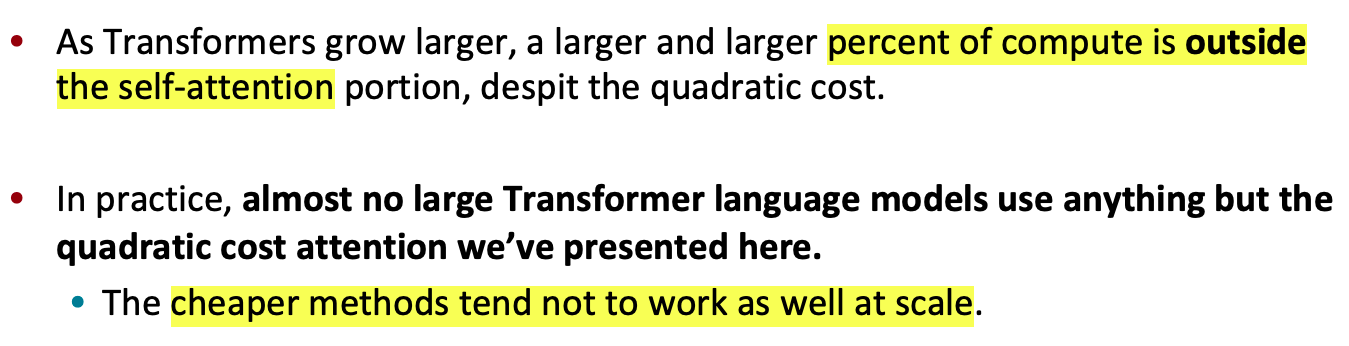 • As Transformers grow larger, a larger and larger percent of compute is outside
the self-attention portion, despit the quadratic cost.
• In practice, almost no large Transformer language models use anything but the
quadratic cost attention we’ve presented here.
• The cheaper methods tend not to work as well at scale.